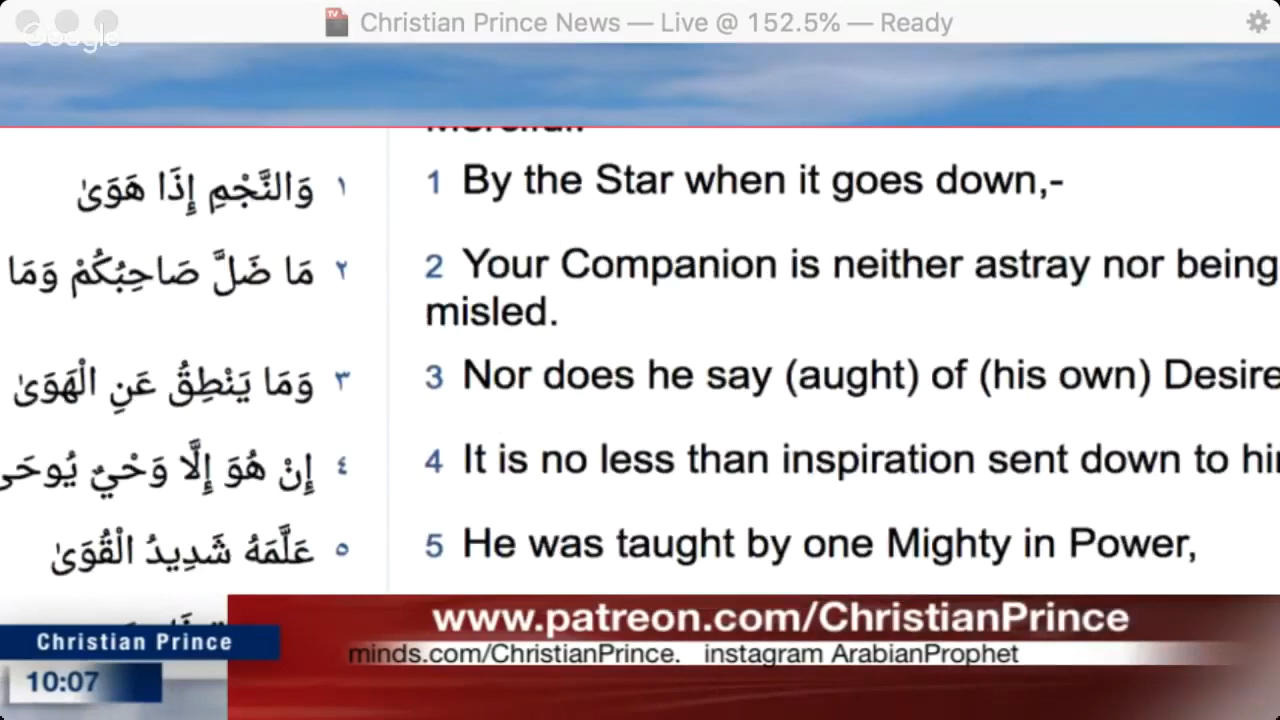 Christian Prince News — Live @ 152.5% — Ready
Google
Merciful.
١ وَالنَّجْمِ إِذَا هَوَىٰ
1 By the Star when it goes down,-
٢ مَا ضَلَّ صَاحِبُكُمْ وَمَا
2 Your Companion is neither astray nor being
misled.
٣ وَمَا يَنْطِقُ عَنِ الْهَوَىٰ
3 Nor does he say (aught) of (his own) Desire
٤ إِنْ هُوَ إِلَّا وَحْيٌ يُوحَى
4 It is no less than inspiration sent down to
٥ عَلَّمَهُ شَدِيدُ الْقُوَىٰ
5 He was taught by one Mighty in Power,
www.patreon.com/ChristianPrince
Christian Prince
minds.com/ChristianPrince. instagram ArabianProphet
10:07